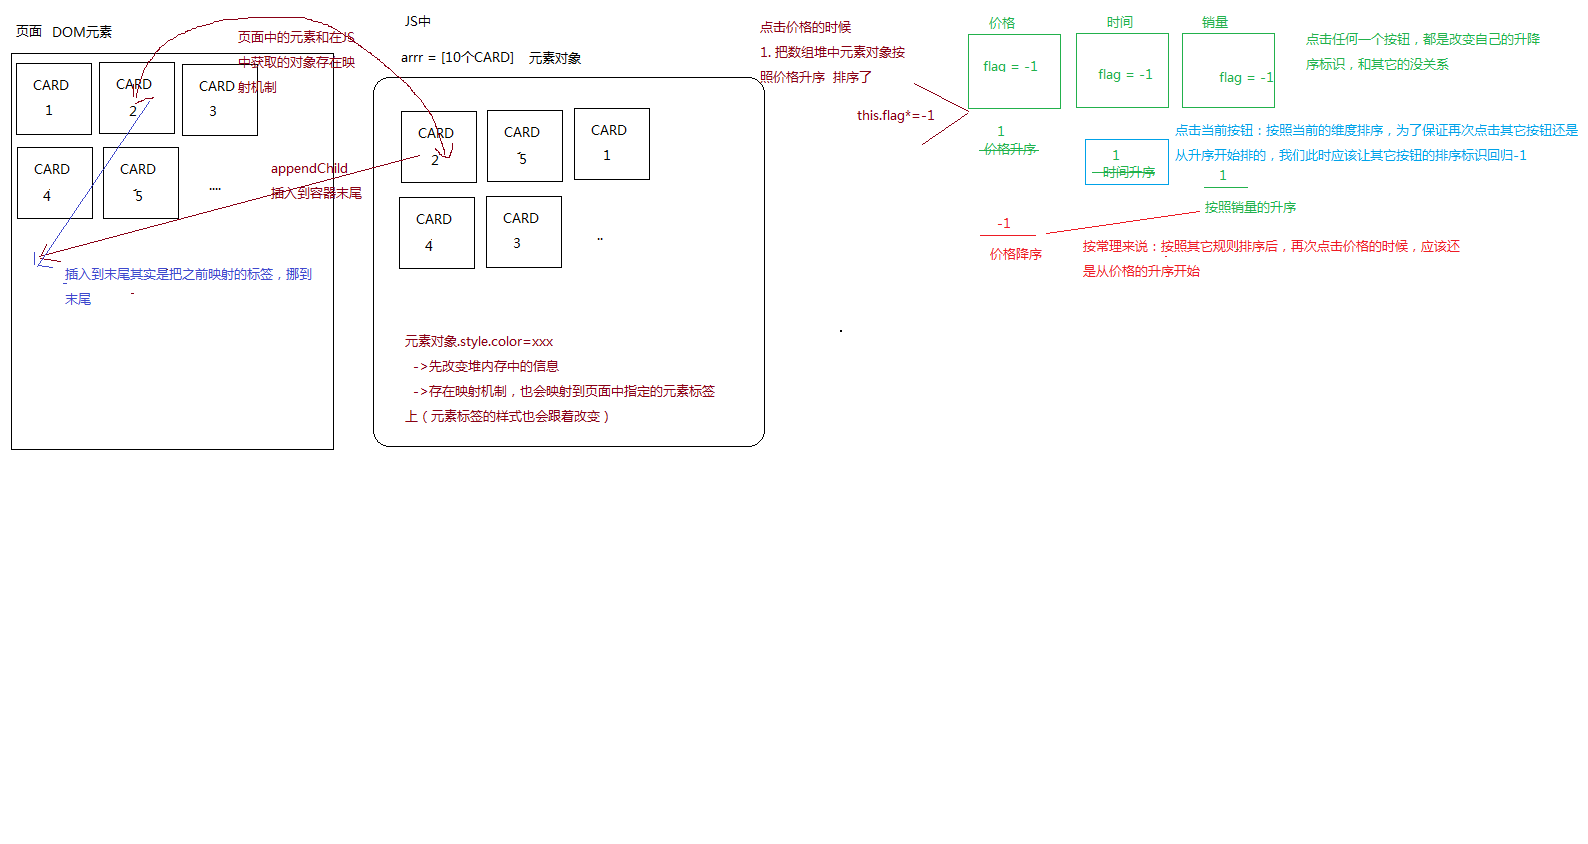 页面 DOM元素
CARD
1
CARD
2
CARD
3
CARD
4
CARD
5
....
页面中的元素和在JS
中获取的对象存在映
射机制
appendChild
插入到容器末尾
插入到末尾其实是把之前映射的标签，挪到
末尾
JS中
arrr = [10个CARD] 元素对象
CARD
2
CARD
5
CARD
1
CARD
4
CARD
3
..
元素对象.style.color=xxx
->先改变堆内存中的信息
->存在映射机制，也会映射到页面中指定的元素标签
上（元素标签的样式也会跟着改变）
点击价格的时候
1. 把数组堆中元素对象按
照价格升序 排序了
this.flag*=-1
价格
flag = -1
时间
flag = -1
销量
flag = -1
点击任何一个按钮，都是改变自己的升降
序标识，和其它的没关系
1
价格升序
点击当前按钮：按照当前的维度排序，为了保证再次点击其它按钮还是
从升序开始排的，我们此时应该让其它按钮的排序标识回归-1
1
时间升序
1
按照销量的升序
-1
价格降序
按常理来说：按照其它规则排序后，再次点击价格的时候，应该还
是从价格的升序开始